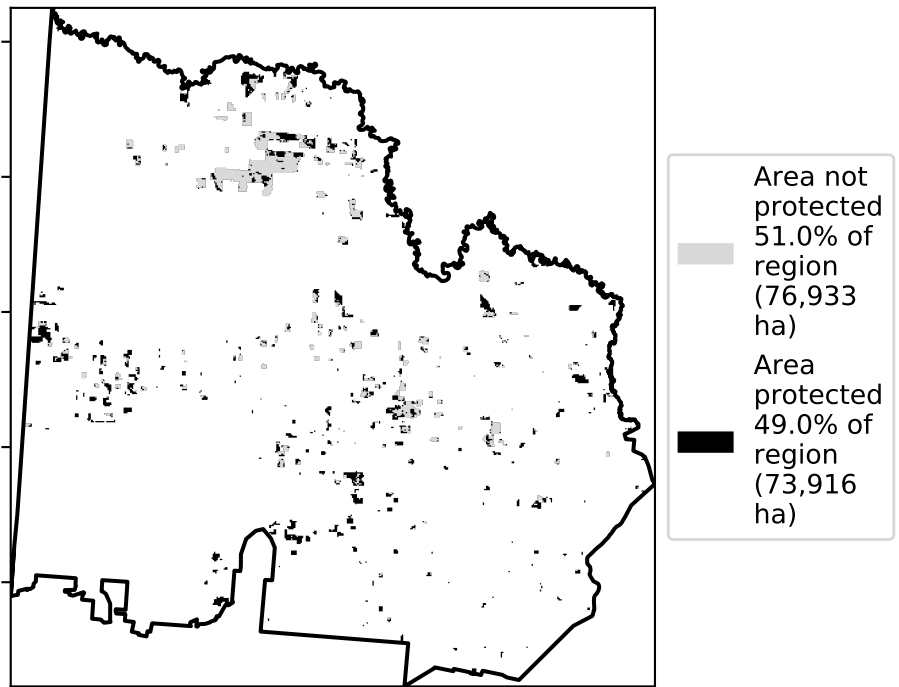 Area not
protected
51.0% of
region
(76,933
ha)
Area
protected
49.0% of
region
(73,916
ha)